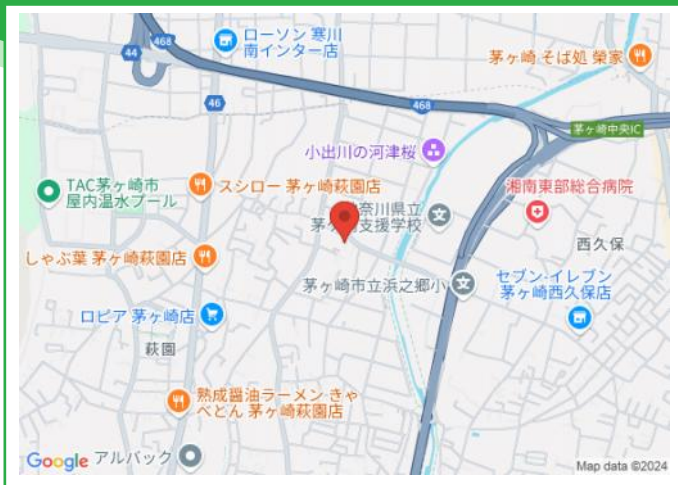 468
44
ローソン 寒川
南インター店
茅ヶ崎 そば処 榮家
46
468
茅ヶ崎中央IC
小出川の河津桜
TAC茅ヶ崎市
屋内温水プール
スシロー 茅ヶ崎萩園店
奈川県立
支援学校
湘南東部総合病院
西久保
しゃぶ葉 茅ヶ崎萩園店
茅ヶ崎市立浜之郷小
セブン-イレブン
茅ヶ崎西久保店
ロピア 茅ヶ崎店
萩園
熟成醤油ラーメン きゃ
べとん 茅ヶ崎萩園店
Google
アルバック
Map data ©2024